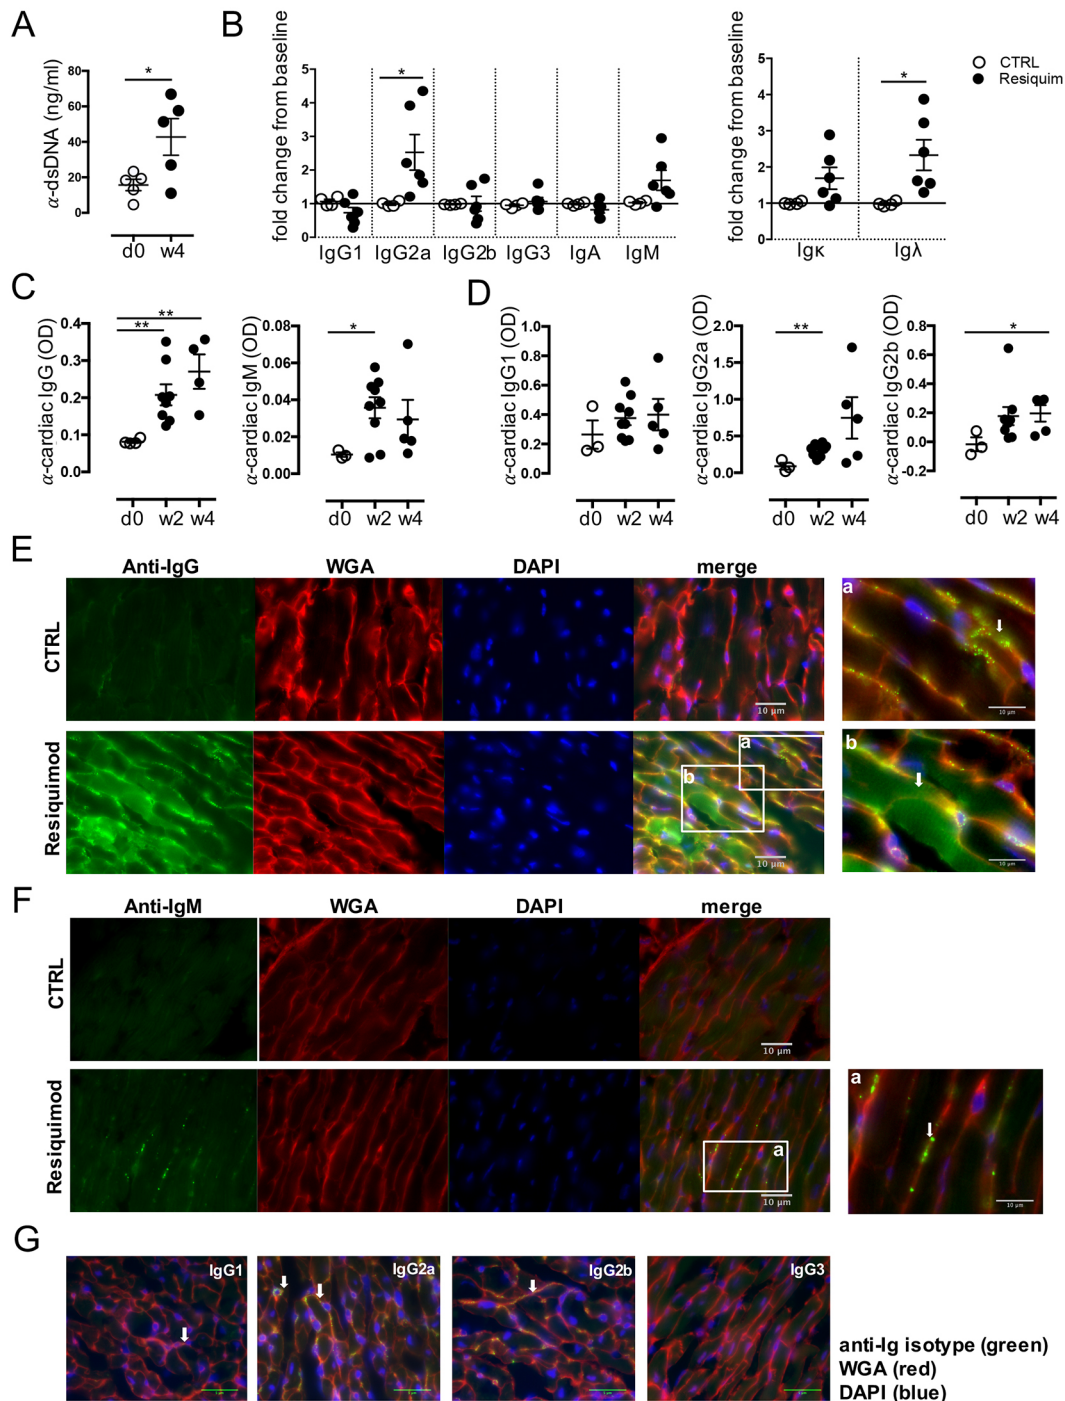 A
B
α-dsDNA (ng/ml)
80
60
40
20
0
*
d0 w4
fold change from baseline
5
4
3
2
1
0
*
IgG1 IgG2a IgG2b IgG3 IgA IgM
fold change from baseline
5
4
3
2
1
0
*
Igκ Igλ
CTRL
Resiquim
C
D
α-cardiac IgG (OD)
0.4
0.3
0.2
0.1
0.0
**
**
d0 w2 w4
α-cardiac IgM (OD)
0.08
0.06
0.04
0.02
0.00
*
d0 w2 w4
α-cardiac IgG1 (OD)
1.0
0.8
0.6
0.4
0.2
0.0
d0 w2 w4
α-cardiac IgG2a (OD)
2.0
1.5
1.0
0.5
0.0
**
d0 w2 w4
α-cardiac IgG2b (OD)
0.8
0.6
0.4
0.2
0.0
-0.2
*
d0 w2 w4
E
Anti-IgG WGA DAPI merge
CTRL
10 µm
a
10 µm
Resiquimod
a
b
10 µm
b
10 µm
F
Anti-IgM WGA DAPI merge
CTRL
10 µm
Resiquimod
a
10 µm
a
10 µm
G
IgG1 IgG2a IgG2b IgG3
anti-Ig isotype (green)
WGA (red)
DAPI (blue)